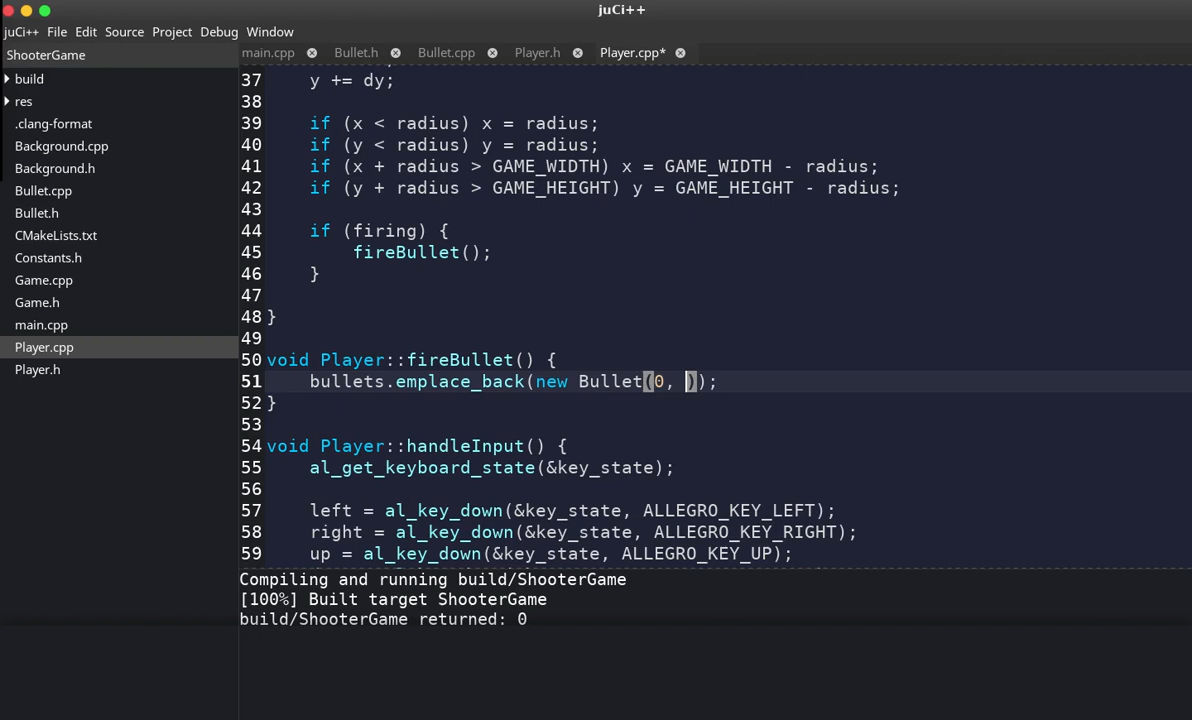 juCi++
juCi++ File Edit Source Project Debug Window
ShooterGame
build
res
.clang-format
Background.cpp
Background.h
Bullet.cpp
Bullet.h
CMakeLists.txt
Constants.h
Game.cpp
Game.h
main.cpp
Player.cpp
Player.h
main.cpp Bullet.h Bullet.cpp Player.h Player.cpp*
37 y += dy;
38
39 if (x < radius) x = radius;
40 if (y < radius) y = radius;
41 if (x + radius > GAME_WIDTH) x = GAME_WIDTH - radius;
42 if (y + radius > GAME_HEIGHT) y = GAME_HEIGHT - radius;
43
44 if (firing) {
45 fireBullet();
46 }
47
48 }
49
50 void Player::fireBullet() {
51 bullets.emplace_back(new Bullet(0, ));
52 }
53
54 void Player::handleInput() {
55 al_get_keyboard_state(&key_state);
56
57 left = al_key_down(&key_state, ALLEGRO_KEY_LEFT);
58 right = al_key_down(&key_state, ALLEGRO_KEY_RIGHT);
59 up = al_key_down(&key_state, ALLEGRO_KEY_UP);
Compiling and running build/ShooterGame
[100%] Built target ShooterGame
build/ShooterGame returned: 0